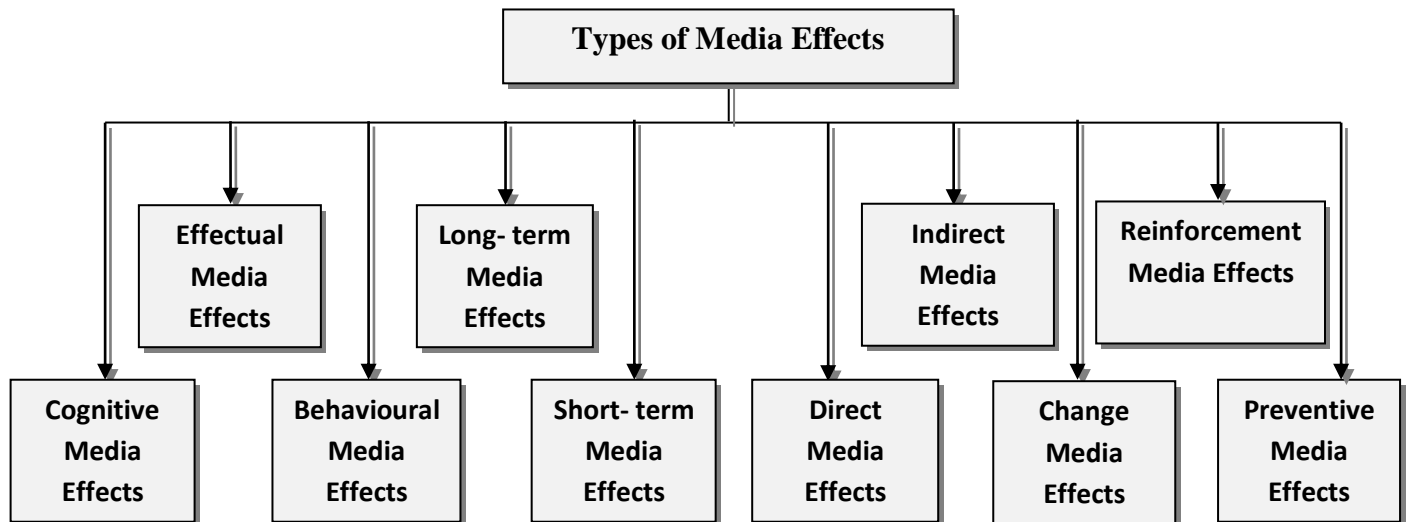 Types of Media Effects
Effectual
Media
Effects
Long- term
Media
Effects
Indirect
Media
Effects
Reinforcement
Media Effects
Cognitive
Media
Effects
Behavioural
Media
Effects
Short- term
Media
Effects
Direct
Media
Effects
Change
Media
Effects
Preventive
Media
Effects